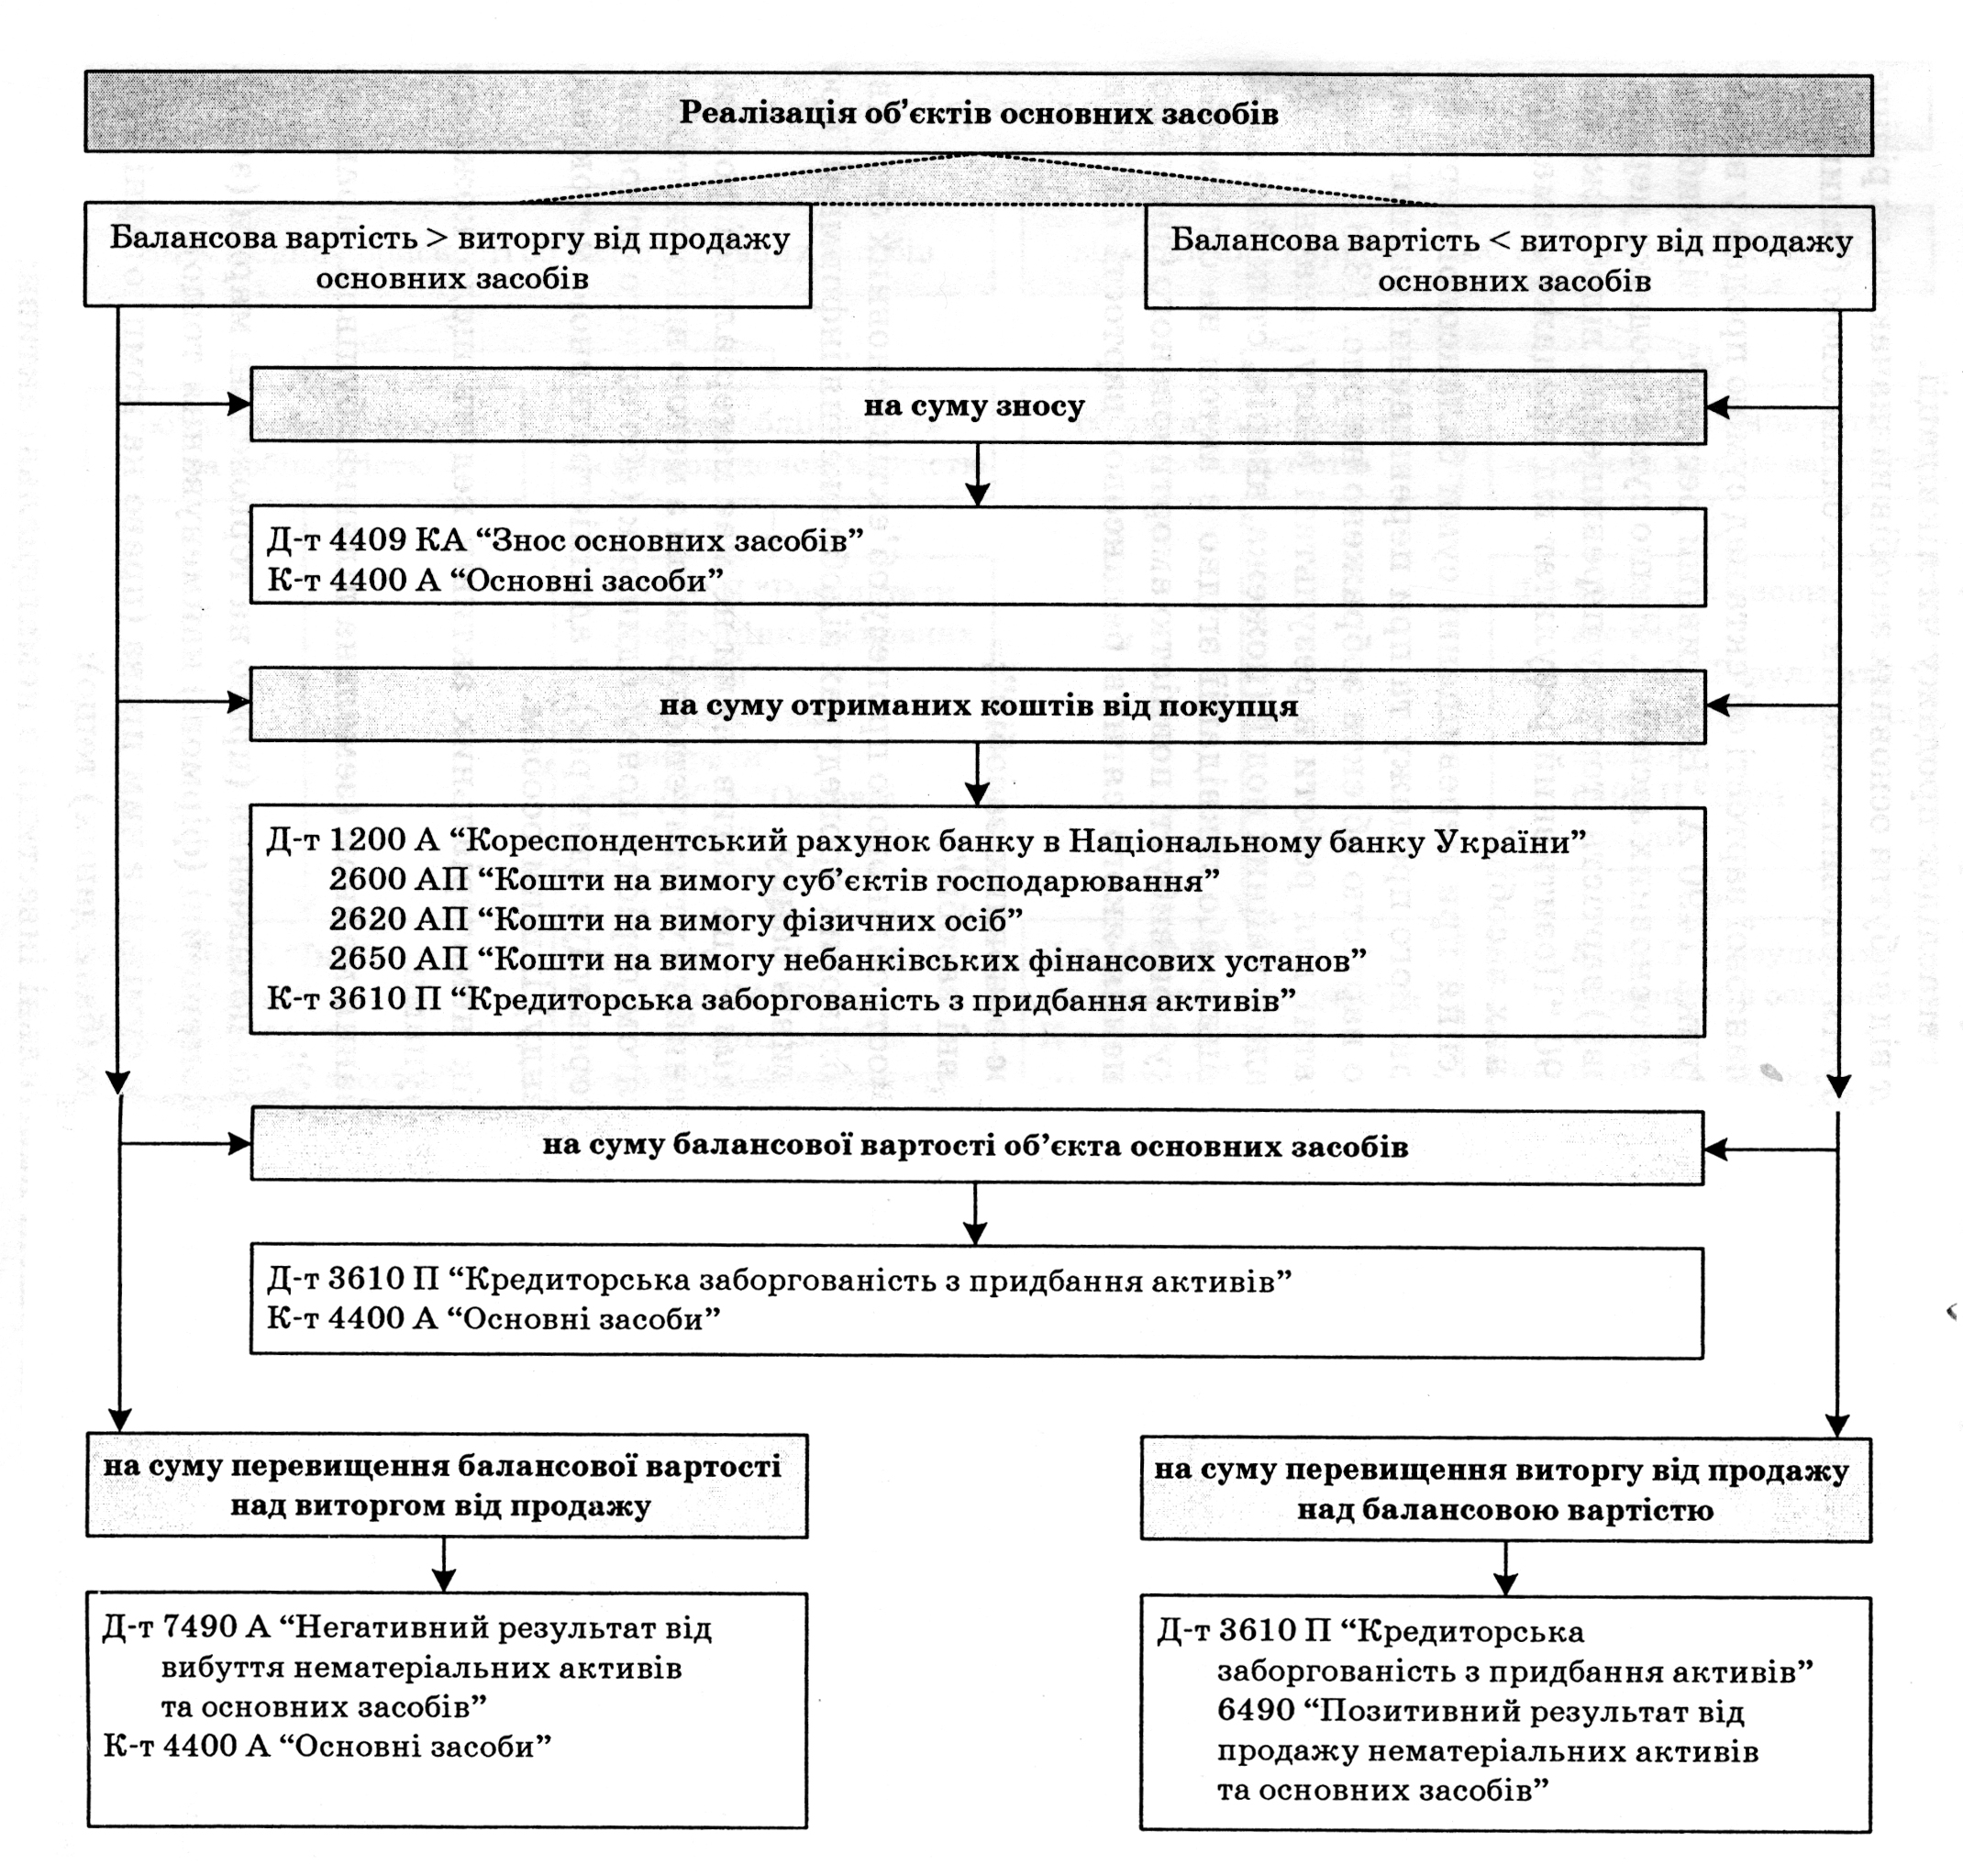 Реалізація об’єктів основних засобів
Балансова вартість > виторгу від продажу
основних засобів
Балансова вартість < виторгу від продажу
основних засобів
на суму зносу
Д-т 4409 КА “Знос основних засобів”
К-т 4400 А “Основні засоби”
на суму отриманих коштів від покупця
Д-т 1200 А “Кореспондентський рахунок банку в Національному банку України”
2600 АП “Кошти на вимогу суб’єктів господарювання”
2620 АП “Кошти на вимогу фізичних осіб”
2650 АП “Кошти на вимогу небанківських фінансових установ”
К-т 3610 П “Кредиторська заборгованість з придбання активів”
на суму балансової вартості об’єкта основних засобів
Д-т 3610 П “Кредиторська заборгованість з придбання активів”
К-т 4400 А “Основні засоби”
на суму перевищення балансової вартості
над виторгом від продажу
Д-т 7490 А “Негативний результат від
вибуття нематеріальних активів
та основних засобів”
К-т 4400 А “Основні засоби”
на суму перевищення виторгу від продажу
над балансовою вартістю
Д-т 3610 П “Кредиторська
заборгованість з придбання активів”
6490 “Позитивний результат від
продажу нематеріальних активів
та основних засобів”